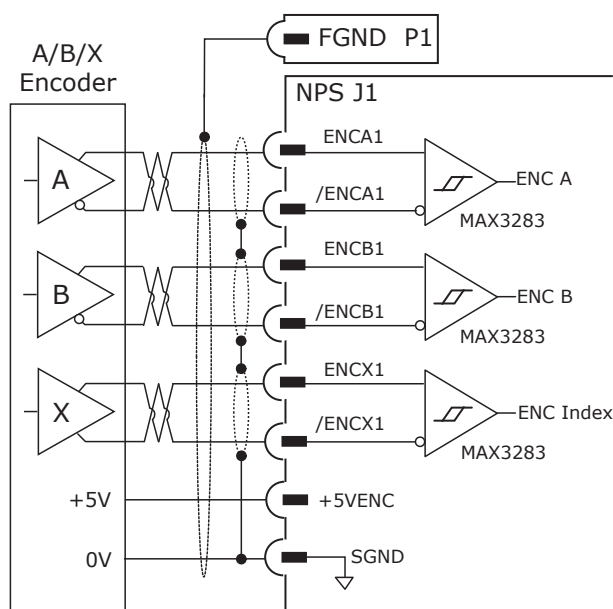 FGND P1
A/B/X
Encoder
NPS J1
ENCA1
A
ENC A
/ENCA1
MAX3283
ENCB1
B
ENC B
/ENCB1
MAX3283
ENCX1
X
ENC Index
/ENCX1
MAX3283
+5V
+5VENC
0V
SGND